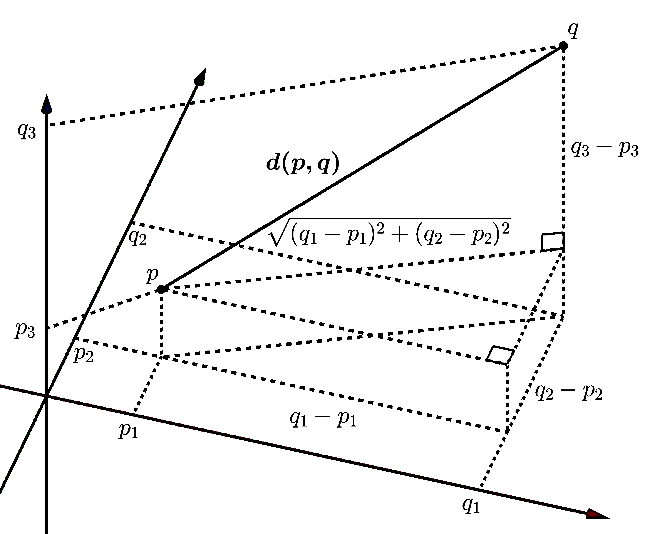 q
q₃
q₃ − p₃
d(p, q)
√(q₁ − p₁)² + (q₂ − p₂)²
q₂
p
p₃
p₂
q₂ − p₂
q₁ − p₁
p₁
q₁